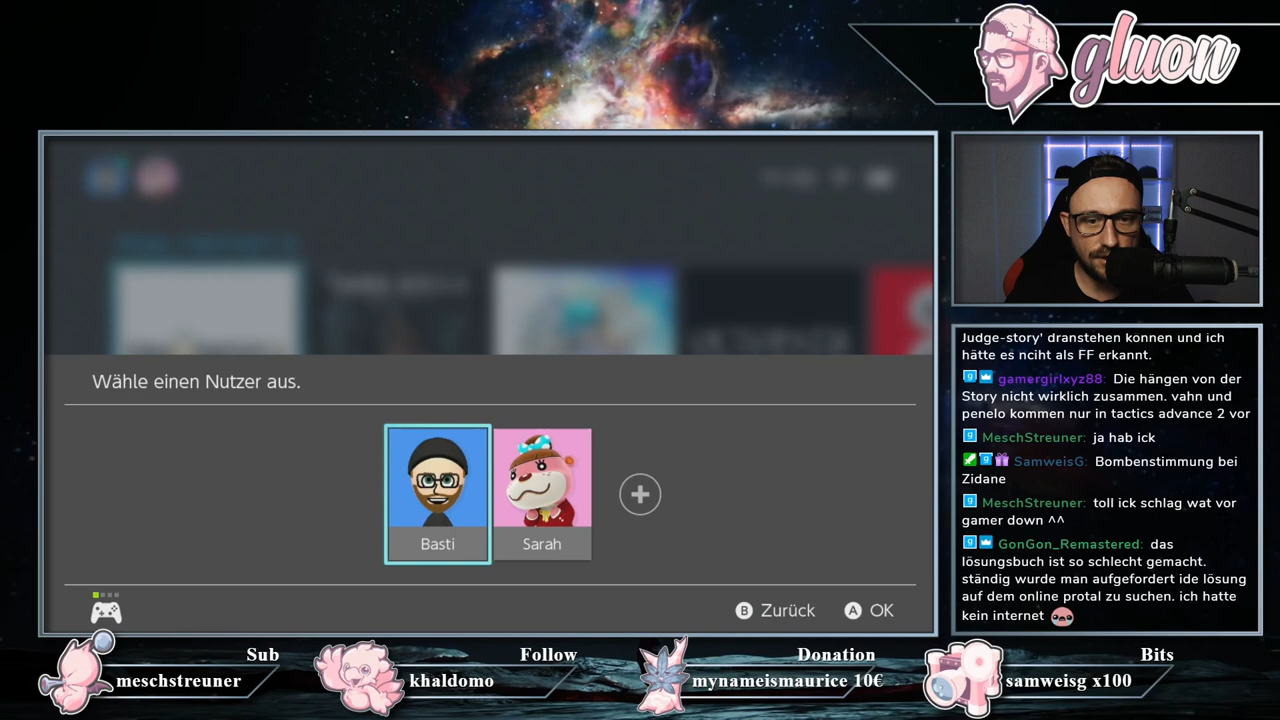 gluon
Wähle einen Nutzer aus.
Basti
Sarah
B Zurück
A OK
Judge-story' dranstehen konnen und ich
hätte es nciht als FF erkannt.
gamergirlxyz88: Die hängen von der
Story nicht wirklich zusammen. vahn und
penelo kommen nur in tactics advance 2 vor
MeschStreuner: ja hab ick
SamweisG: Bombenstimmung bei
Zidane
MeschStreuner: toll ick schlag wat vor
gamer down ^^
GonGon_Remastered: das
lösungsbuch ist so schlecht gemacht.
ständig wurde man aufgefordert ide lösung
auf dem online protal zu suchen. ich hatte
kein internet
Sub
meschstreuner
Follow
khaldomo
Donation
mynameismaurice 10€
Bits
samweisg x100